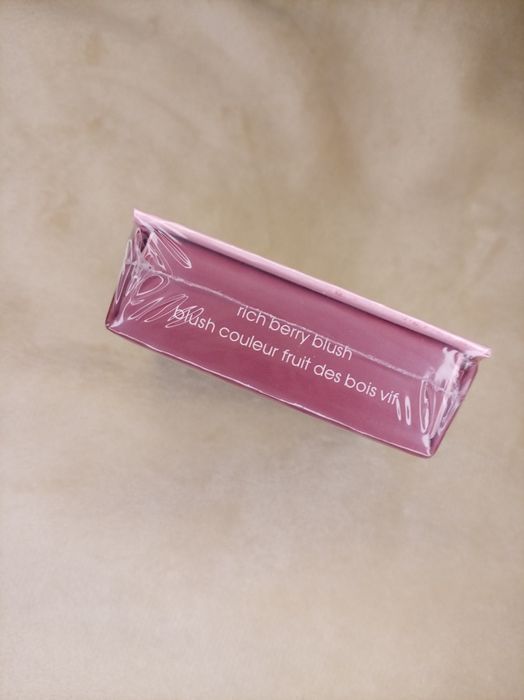 rich berry blush
blush couleur fruit des bois vif